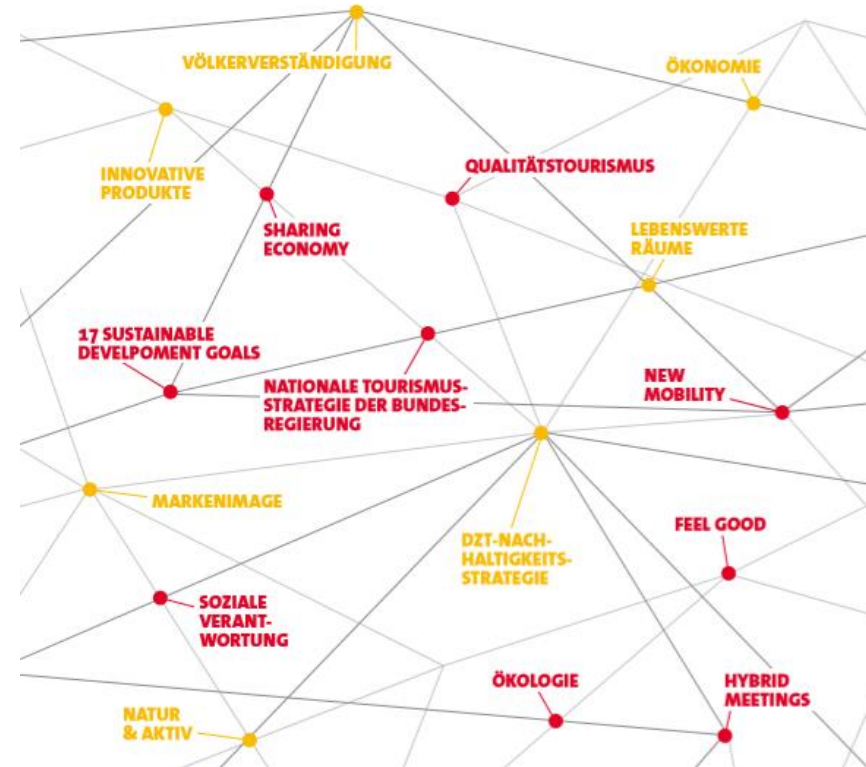 VÖLKERVERSTÄNDIGUNG
ÖKONOMIE
INNOVATIVE
PRODUKTE
QUALITÄTSTOURISMUS
SHARING
ECONOMY
LEBENSWERTE
RÄUME
17 SUSTAINABLE
DEVELPOMENT GOALS
NATIONALE TOURISMUS-
STRATEGIE DER BUNDES-
REGIERUNG
NEW
MOBILITY
MARKENIMAGE
DZT-NACH-
HALTIGKEITS-
STRATEGIE
FEEL GOOD
SOZIALE
VERANT-
WORTUNG
ÖKOLOGIE
HYBRID
MEETINGS
NATUR
& AKTIV